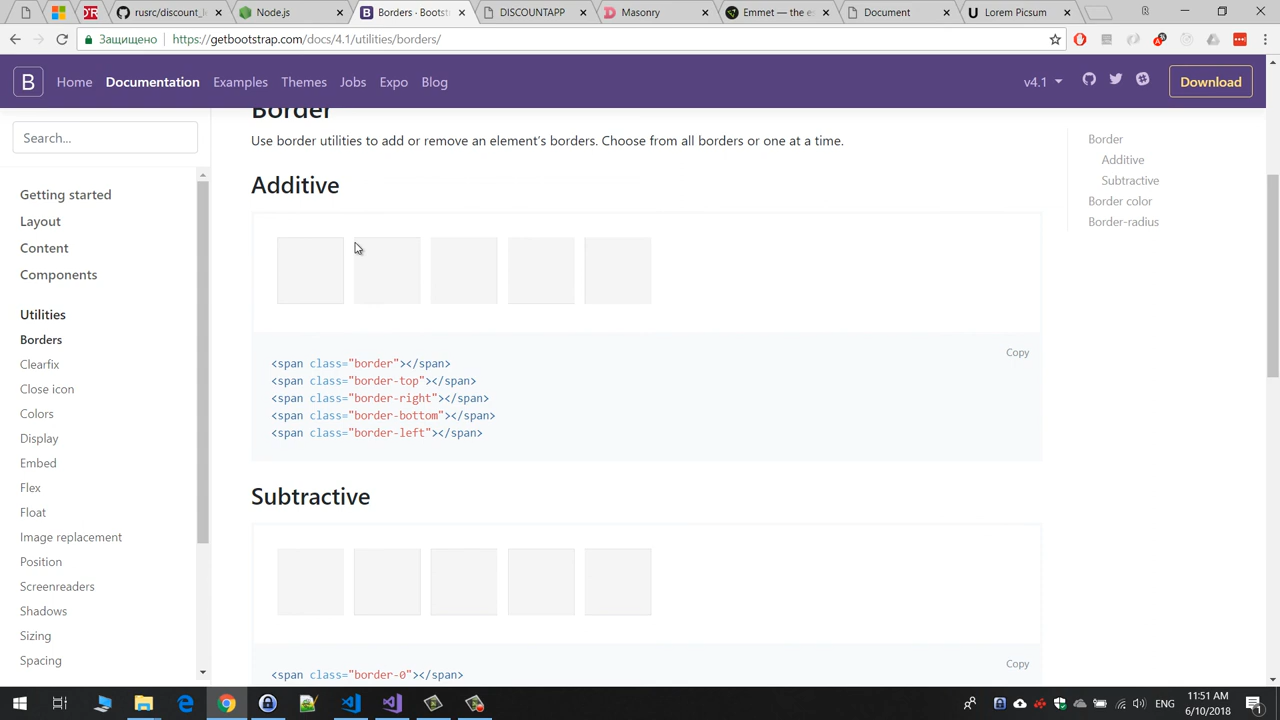 rusrc/discount_l
Node.js
Borders · Bootst
DISCOUNTAPP
Masonry
Emmet — the es
Document
Lorem Picsum
Защищено
https://getbootstrap.com/docs/4.1/utilities/borders/
B
Home
Documentation
Examples
Themes
Jobs
Expo
Blog
v4.1
Download
Search...
Getting started
Layout
Content
Components
Utilities
Borders
Clearfix
Close icon
Colors
Display
Embed
Flex
Float
Image replacement
Position
Screenreaders
Shadows
Sizing
Spacing
Border
Use border utilities to add or remove an element’s borders. Choose from all borders or one at a time.
Additive
Copy
<span class="border"></span>
<span class="border-top"></span>
<span class="border-right"></span>
<span class="border-bottom"></span>
<span class="border-left"></span>
Subtractive
Copy
<span class="border-0"></span>
Border
Additive
Subtractive
Border color
Border-radius
ENG
11:51 AM
6/10/2018